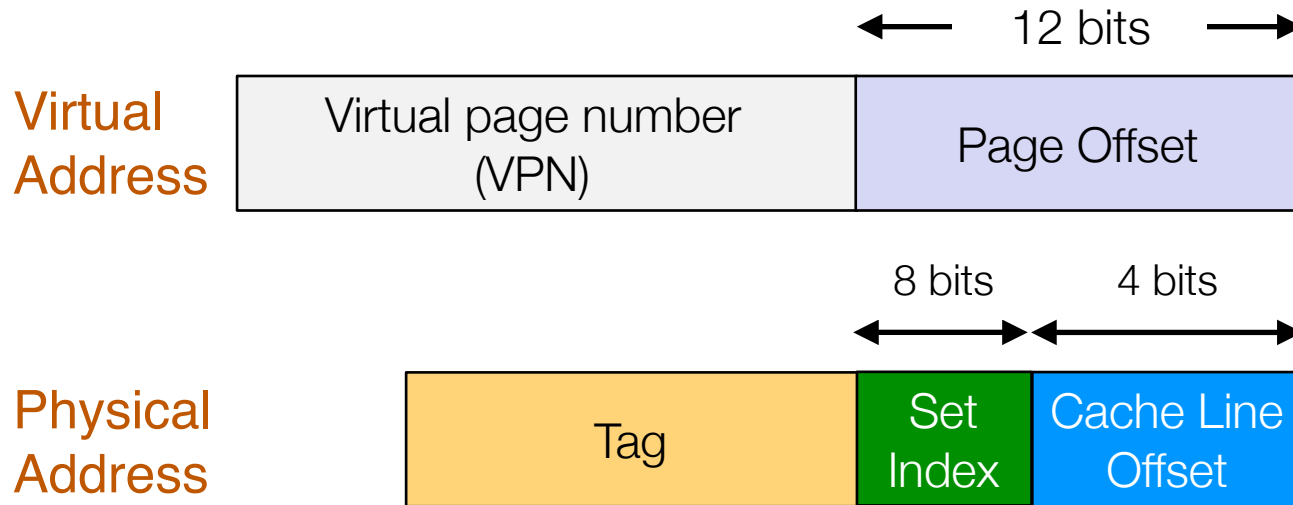 12 bits
Virtual
Address
Virtual page number
(VPN)
Page Offset
8 bits
4 bits
Physical
Address
Tag
Set
Index
Cache Line
Offset